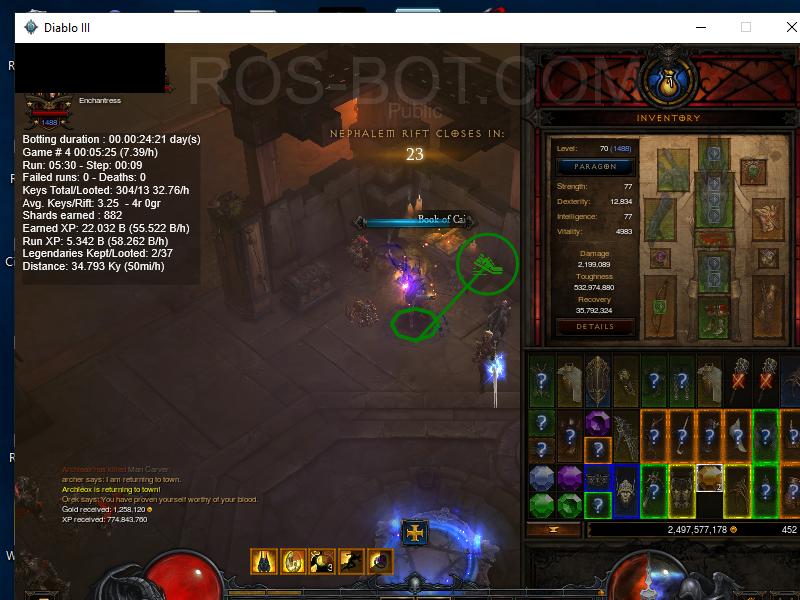 Diablo III
ROS-BOT.COM
Public
Enchantress
1488
NEPHALEM RIFT CLOSES IN:
23
Botting duration : 00.00:24:21 day(s)
Game # 4 00:05:25 (7.39/h)
Run: 05:30 - Step: 00:09
Failed runs: 0 - Deaths: 0
Keys Total/Looted: 304/13 32.76/h
Avg. Keys/Rift: 3.25 - 4r 0gr
Shards earned : 882
Earned XP: 22.032 B (55.522 B/h)
Run XP: 5.342 B (58.262 B/h)
Legendaries Kept/Looted: 2/37
Distance: 34.793 Ky (50mi/h)
Book of Cai
INVENTORY
Level: 70 (1488)
PARAGON
Strength: 77
Dexterity: 12,834
Intelligence: 77
Vitality: 4983
Damage
2,199,089
Toughness
532,974,880
Recovery
35,792,324
DETAILS
Archleox has killed Man Carver.
archer says: I am returning to town.
Archleox is returning to town!
Orek says: You have proven yourself worthy of your blood.
Gold received: 1,258,120
XP received: 774.843.760
3
2
2,497,577,178
452